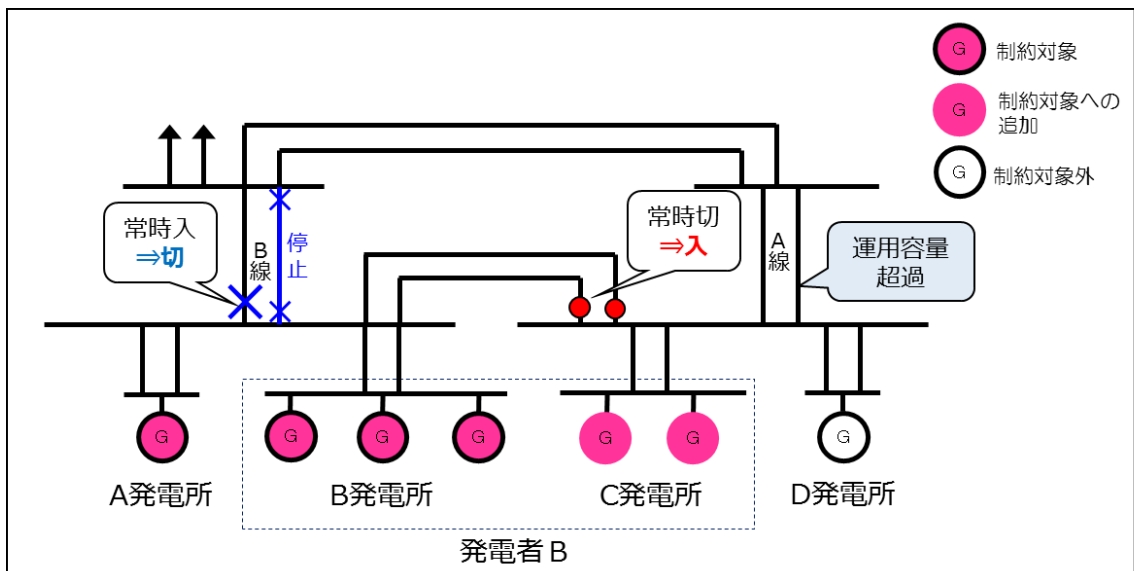 G 制約対象
G 制約対象への
追加
G 制約対象外
常時入
⇒切
B線
停止
常時切
⇒入
A線
運用容量
超過
G
G
G
G
G
G
G
A発電所
B発電所
C発電所
D発電所
発電者B